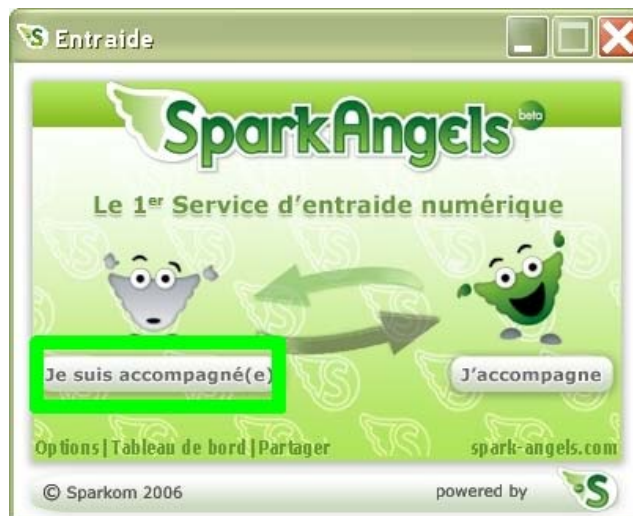 Entraide
SparkAngels beta
Le 1er Service d'entraide numérique
Je suis accompagné(e)
J'accompagne
Options|Tableau de bord|Partager
spark-angels.com
© Sparkom 2006
powered by S